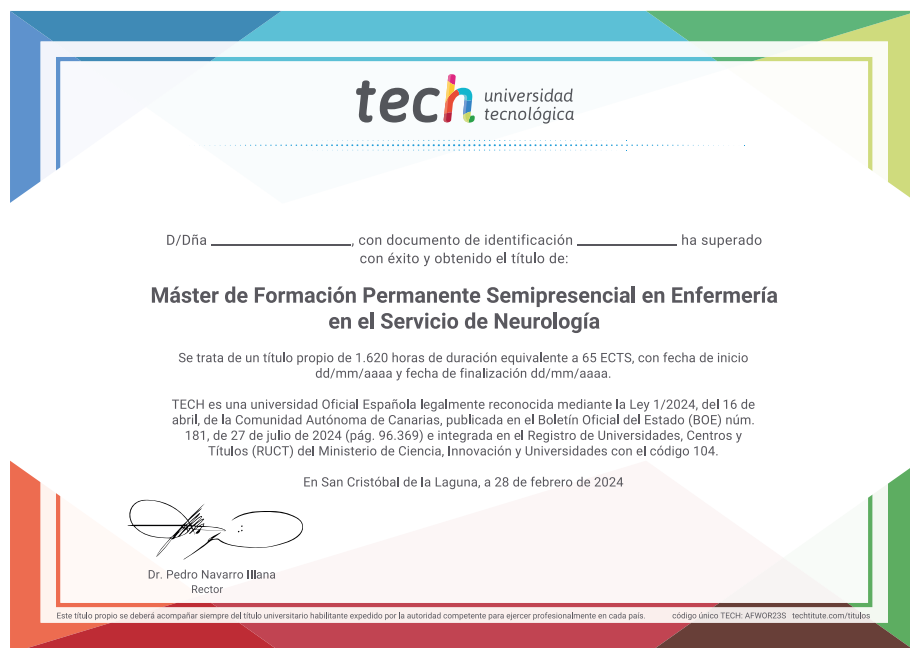 tech universidad
tecnológica
D/Dña ____________________, con documento de identificación ______________ ha superado
con éxito y obtenido el título de:
Máster de Formación Permanente Semipresencial en Enfermería
en el Servicio de Neurología
Se trata de un título propio de 1.620 horas de duración equivalente a 65 ECTS, con fecha de inicio
dd/mm/aaaa y fecha de finalización dd/mm/aaaa.
TECH es una universidad Oficial Española legalmente reconocida mediante la Ley 1/2024, del 16 de
abril, de la Comunidad Autónoma de Canarias, publicada en el Boletín Oficial del Estado (BOE) núm.
181, de 27 de julio de 2024 (pág. 96.369) e integrada en el Registro de Universidades, Centros y
Títulos (RUCT) del Ministerio de Ciencia, Innovación y Universidades con el código 104.
En San Cristóbal de la Laguna, a 28 de febrero de 2024
Dr. Pedro Navarro Illana
Rector
Este título propio se deberá acompañar siempre del título universitario habilitante expedido por la autoridad competente para ejercer profesionalmente en cada país. código único TECH: AFWOR23S techtitute.com/titulos